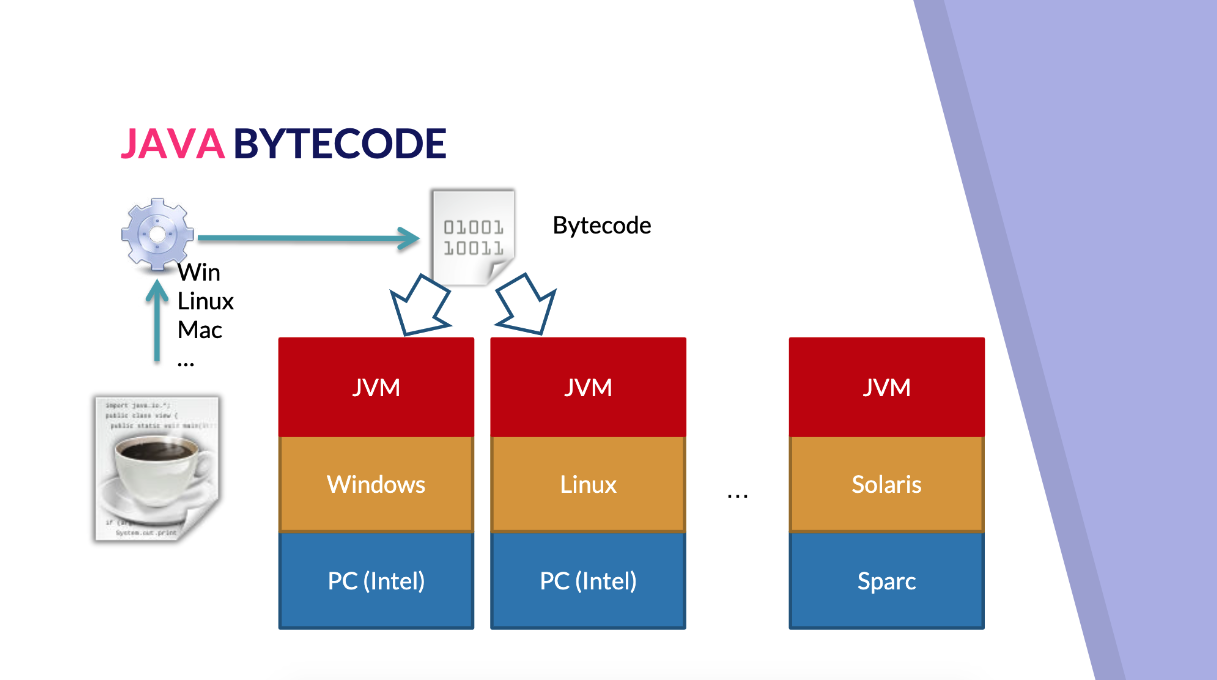 JAVA BYTECODE
01001
10011
Bytecode
Win
Linux
Mac
...
import java.io.*;
public class view {
public static void main(S
if (arg
System.out.print
JVM
JVM
JVM
Windows
Linux
...
Solaris
PC (Intel)
PC (Intel)
Sparc